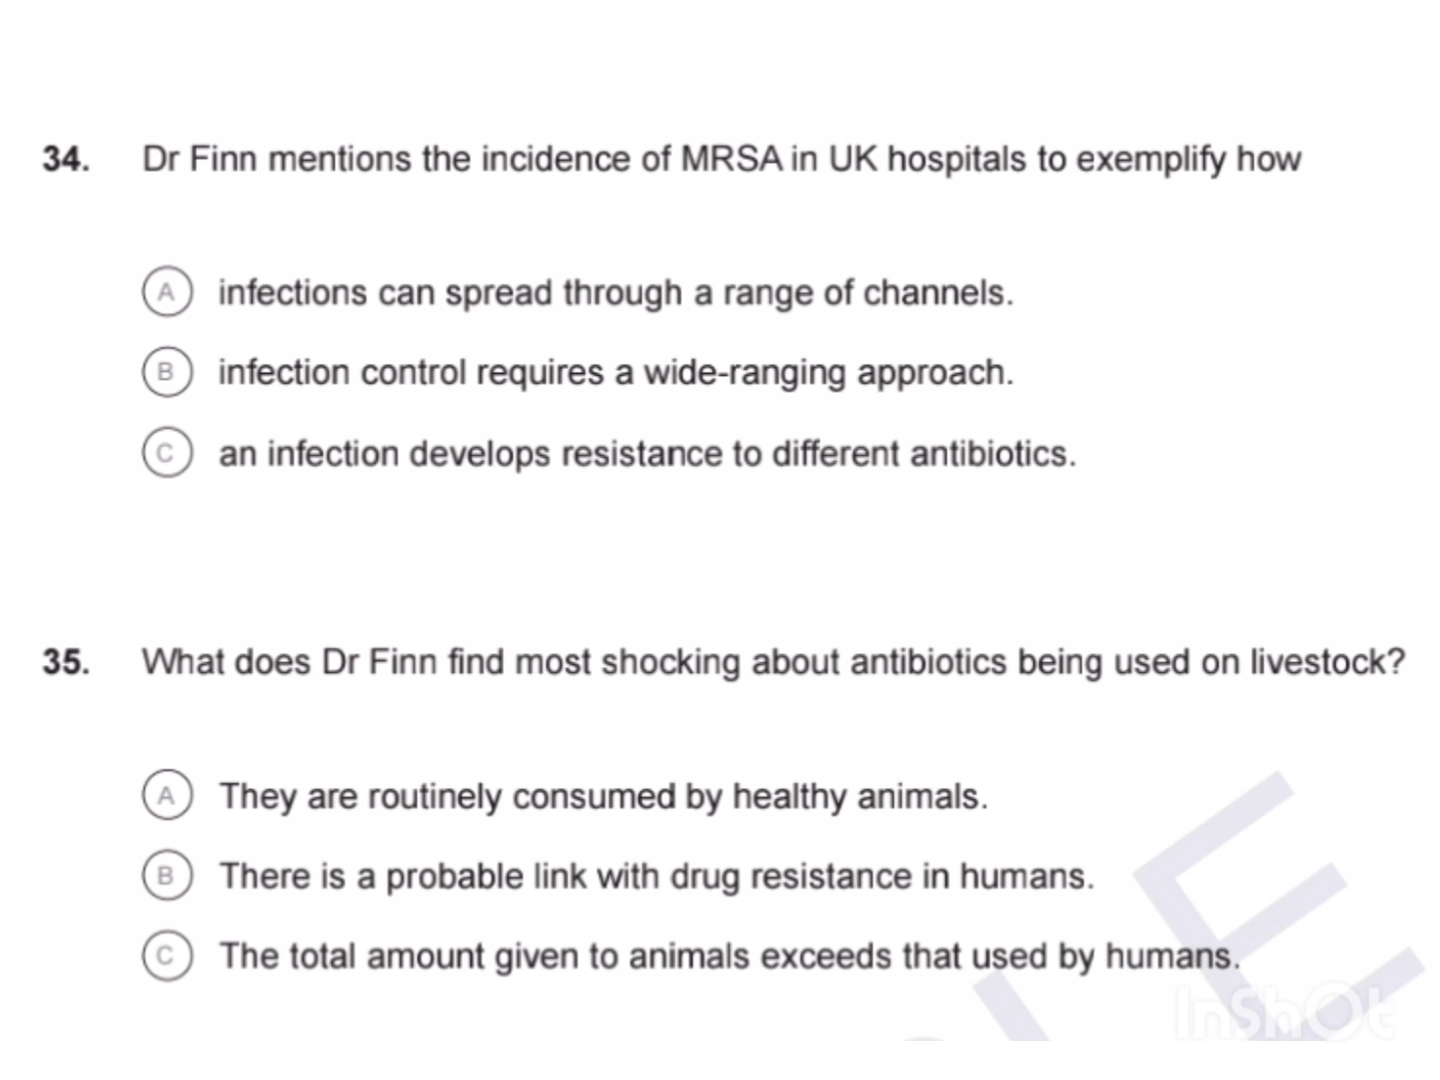 34. Dr Finn mentions the incidence of MRSA in UK hospitals to exemplify how
A infections can spread through a range of channels.
B infection control requires a wide-ranging approach.
C an infection develops resistance to different antibiotics.
35. What does Dr Finn find most shocking about antibiotics being used on livestock?
A They are routinely consumed by healthy animals.
B There is a probable link with drug resistance in humans.
C The total amount given to animals exceeds that used by humans.
InShOt